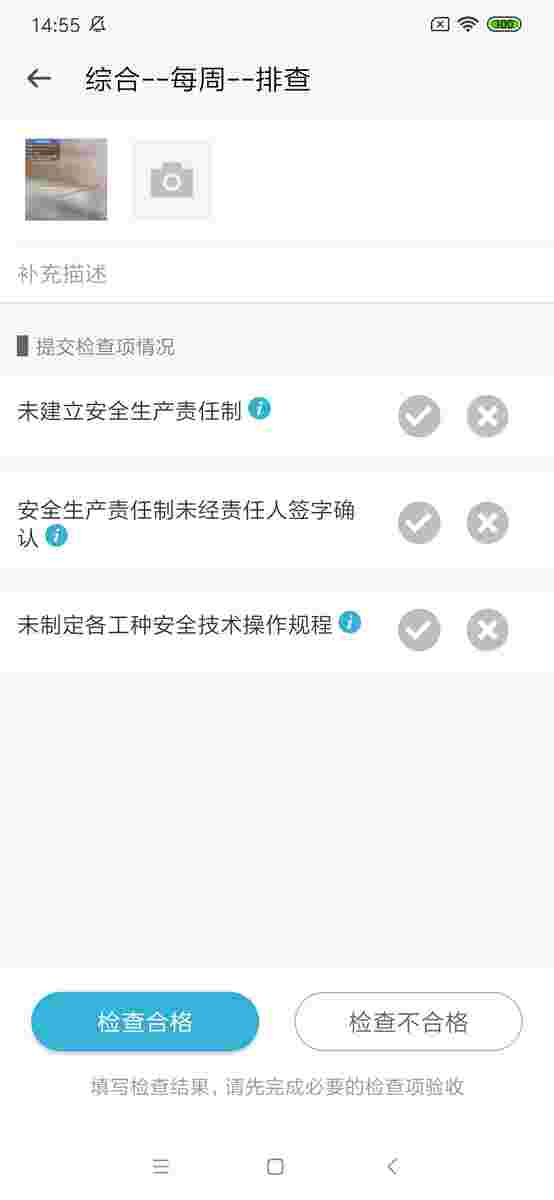 14:55
100
综合--每周--排查
补充描述
提交检查项情况
未建立安全生产责任制
安全生产责任制未经责任人签字确
认
未制定各工种安全技术操作规程
检查合格
检查不合格
填写检查结果，请先完成必要的检查项验收